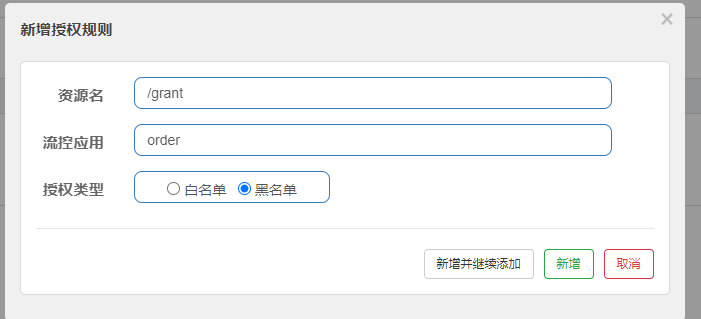 新增授权规则
×
资源名 /grant
流控应用 order
授权类型 白名单 黑名单
新增并继续添加 新增 取消